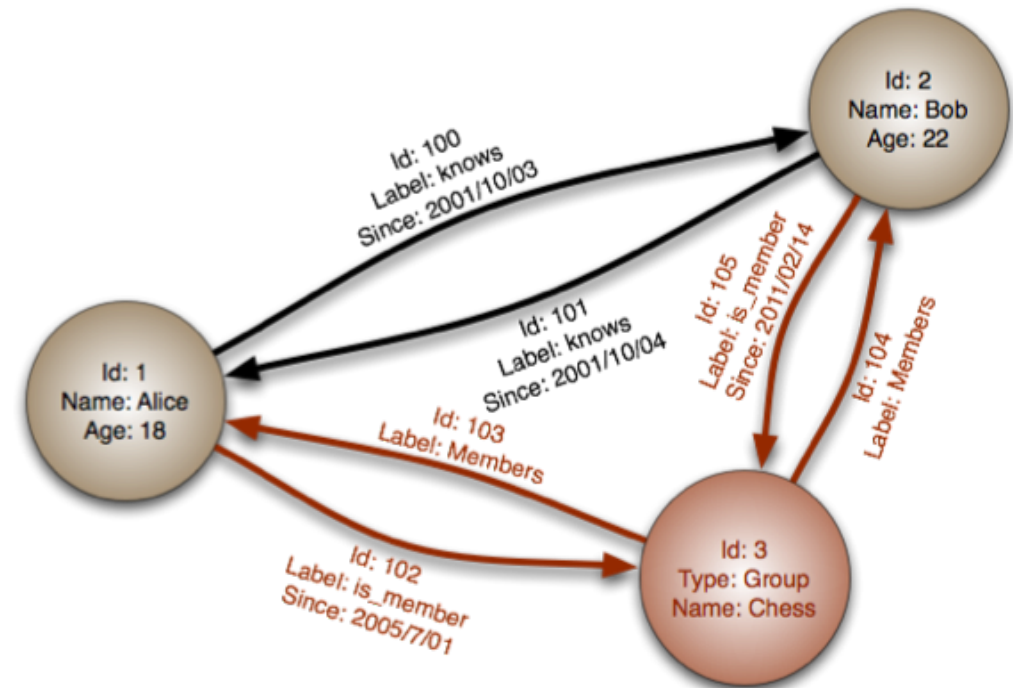 Id: 2
Name: Bob
Age: 22
Id: 100
Label: knows
Since: 2001/10/03
Id: 101
Label: knows
Since: 2001/10/04
Id: 105
Label: is_member
Since: 2011/02/14
Id: 104
Label: Members
Id: 1
Name: Alice
Age: 18
Id: 103
Label: Members
Id: 102
Label: is_member
Since: 2005/7/01
Id: 3
Type: Group
Name: Chess